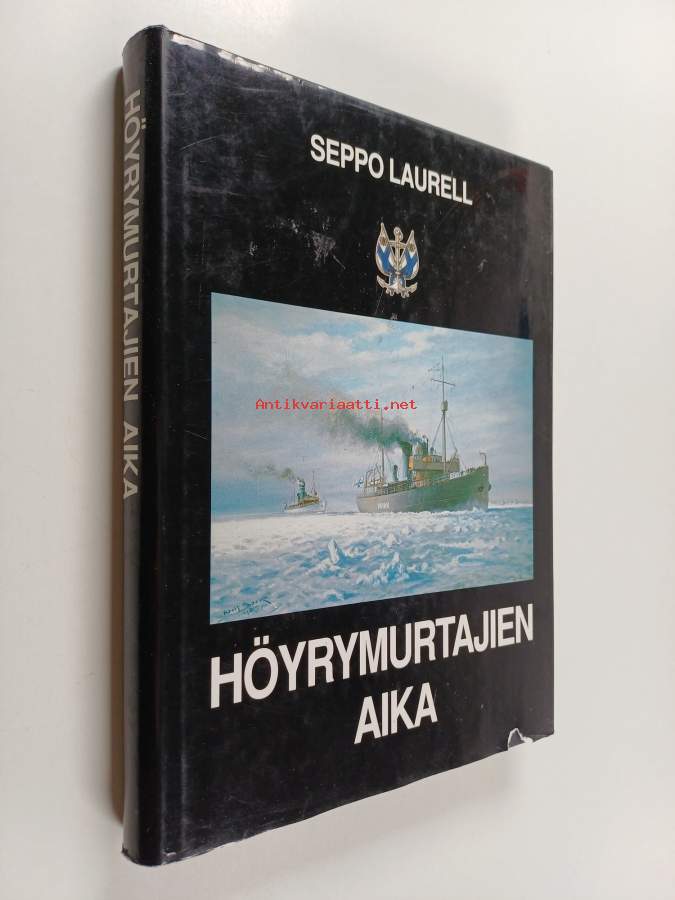 SEPPO LAURELL
Antikvariaatti.net
HÖYRYMURTAJIEN
AIKA
HÖYRYMURTAJIEN AIKA